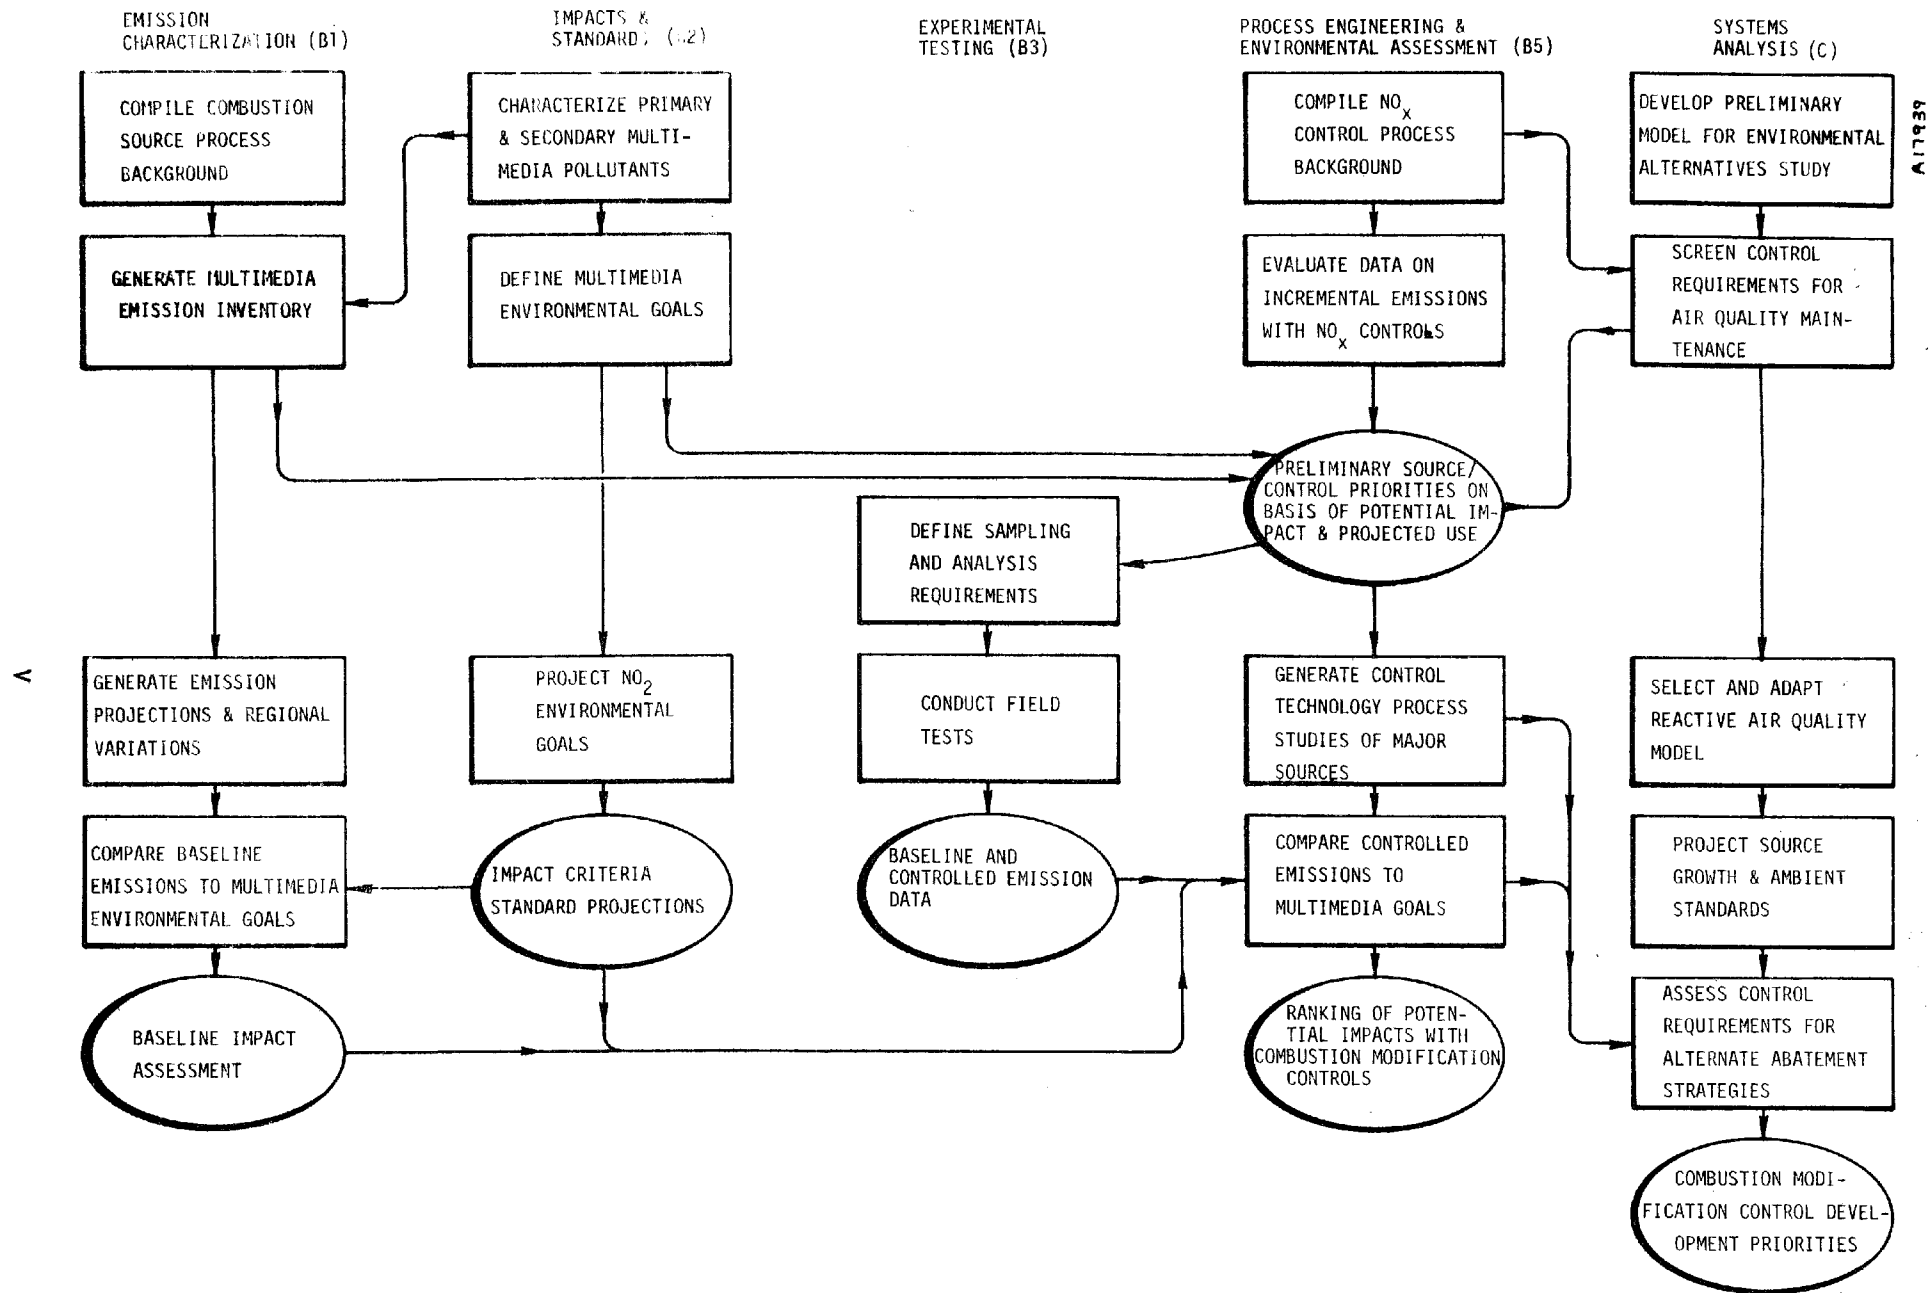 EMISSION
CHARACTERIZATION (B1)
IMPACTS &
STANDARDS (B2)
EXPERIMENTAL
TESTING (B3)
PROCESS ENGINEERING &
ENVIRONMENTAL ASSESSMENT (B5)
SYSTEMS
ANALYSIS (C)
COMPILE COMBUSTION
SOURCE PROCESS
BACKGROUND
CHARACTERIZE PRIMARY
& SECONDARY MULTI-
MEDIA POLLUTANTS
COMPILE NOx
CONTROL PROCESS
BACKGROUND
DEVELOP PRELIMINARY
MODEL FOR ENVIRONMENTAL
ALTERNATIVES STUDY
A17939
GENERATE MULTIMEDIA
EMISSION INVENTORY
DEFINE MULTIMEDIA
ENVIRONMENTAL GOALS
EVALUATE DATA ON
INCREMENTAL EMISSIONS
WITH NOx CONTROLS
SCREEN CONTROL
REQUIREMENTS FOR
AIR QUALITY MAIN-
TENANCE
PRELIMINARY SOURCE/
CONTROL PRIORITIES ON
BASIS OF POTENTIAL IM-
PACT & PROJECTED USE
DEFINE SAMPLING
AND ANALYSIS
REQUIREMENTS
V
GENERATE EMISSION
PROJECTIONS & REGIONAL
VARIATIONS
PROJECT NO2
ENVIRONMENTAL
GOALS
CONDUCT FIELD
TESTS
GENERATE CONTROL
TECHNOLOGY PROCESS
STUDIES OF MAJOR
SOURCES
SELECT AND ADAPT
REACTIVE AIR QUALITY
MODEL
COMPARE BASELINE
EMISSIONS TO MULTIMEDIA
ENVIRONMENTAL GOALS
IMPACT CRITERIA
STANDARD PROJECTIONS
BASELINE AND
CONTROLLED EMISSION
DATA
COMPARE CONTROLLED
EMISSIONS TO
MULTIMEDIA GOALS
PROJECT SOURCE
GROWTH & AMBIENT
STANDARDS
BASELINE IMPACT
ASSESSMENT
RANKING OF POTEN-
TIAL IMPACTS WITH
COMBUSTION MODIFICATION
CONTROLS
ASSESS CONTROL
REQUIREMENTS FOR
ALTERNATE ABATEMENT
STRATEGIES
COMBUSTION MODI-
FICATION CONTROL DEVEL-
OPMENT PRIORITIES